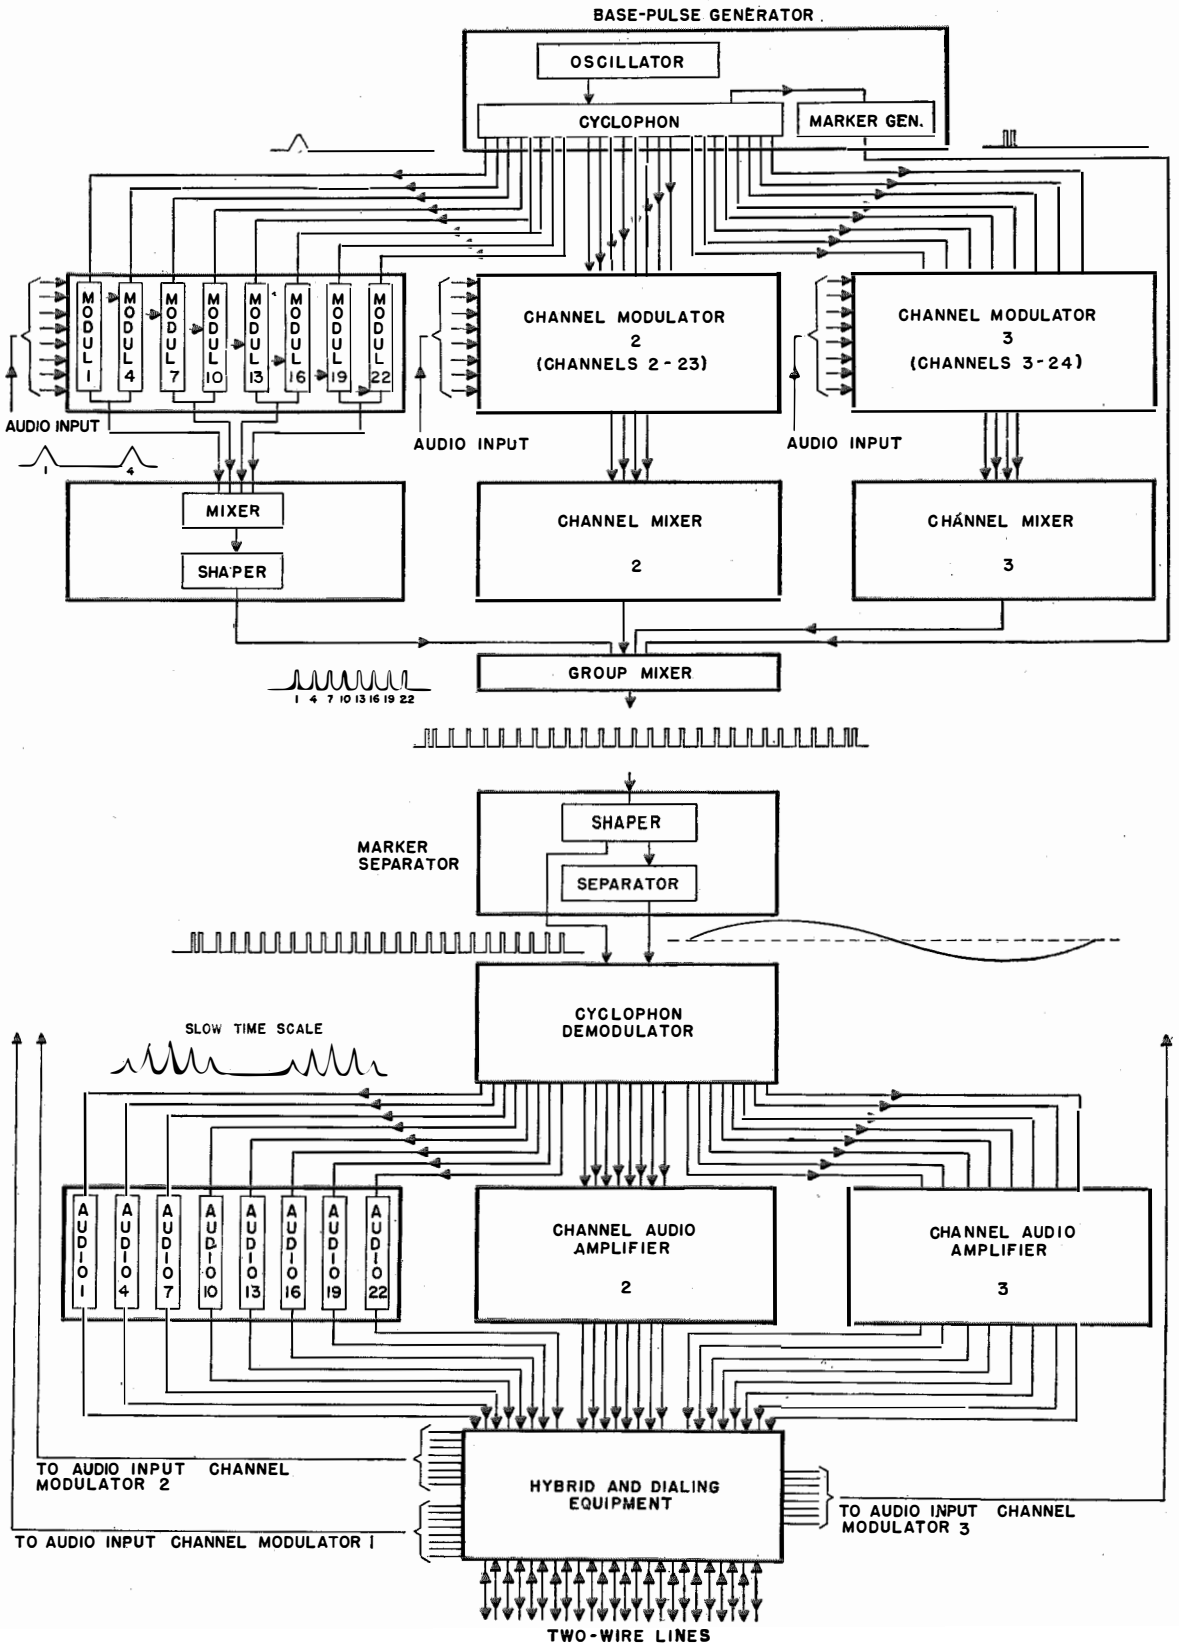 BASE-PULSE GENERATOR
OSCILLATOR
CYCLOPHON
MARKER GEN.
MODUL 1
MODUL 4
MODUL 7
MODUL 10
MODUL 13
MODUL 16
MODUL 19
MODUL 22
CHANNEL MODULATOR
2
(CHANNELS 2-23)
CHANNEL MODULATOR
3
(CHANNELS 3-24)
AUDIO INPUT
AUDIO INPUT
AUDIO INPUT
1 4
MIXER
SHAPER
CHANNEL MIXER
2
CHANNEL MIXER
3
GROUP MIXER
1 4 7 10 13 16 19 22
MARKER
SEPARATOR
SHAPER
SEPARATOR
CYCLOPHON
DEMODULATOR
SLOW TIME SCALE
AUDIO 1
AUDIO 4
AUDIO 7
AUDIO 10
AUDIO 13
AUDIO 16
AUDIO 19
AUDIO 22
CHANNEL AUDIO
AMPLIFIER
2
CHANNEL AUDIO
AMPLIFIER
3
TO AUDIO INPUT CHANNEL
MODULATOR 2
HYBRID AND DIALING
EQUIPMENT
TO AUDIO INPUT CHANNEL
MODULATOR 3
TO AUDIO INPUT CHANNEL MODULATOR 1
TWO-WIRE LINES